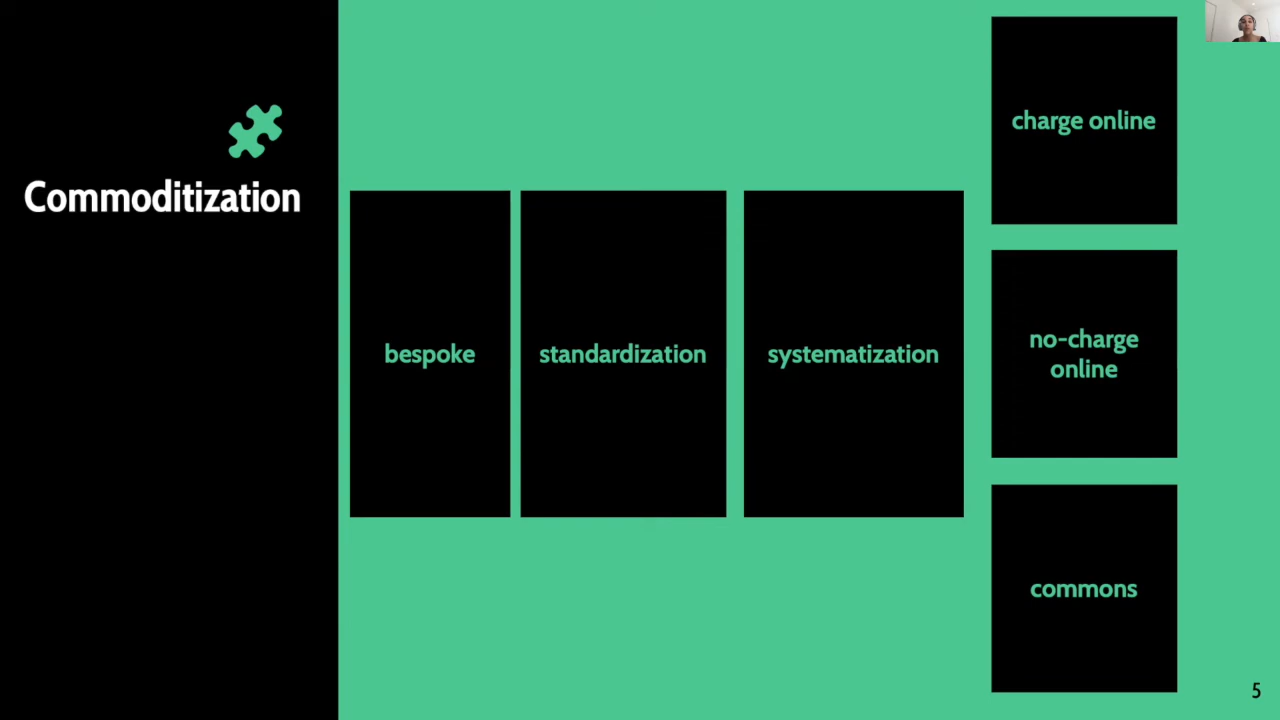 Commoditization
bespoke
standardization
systematization
charge online
no-charge
online
commons
5